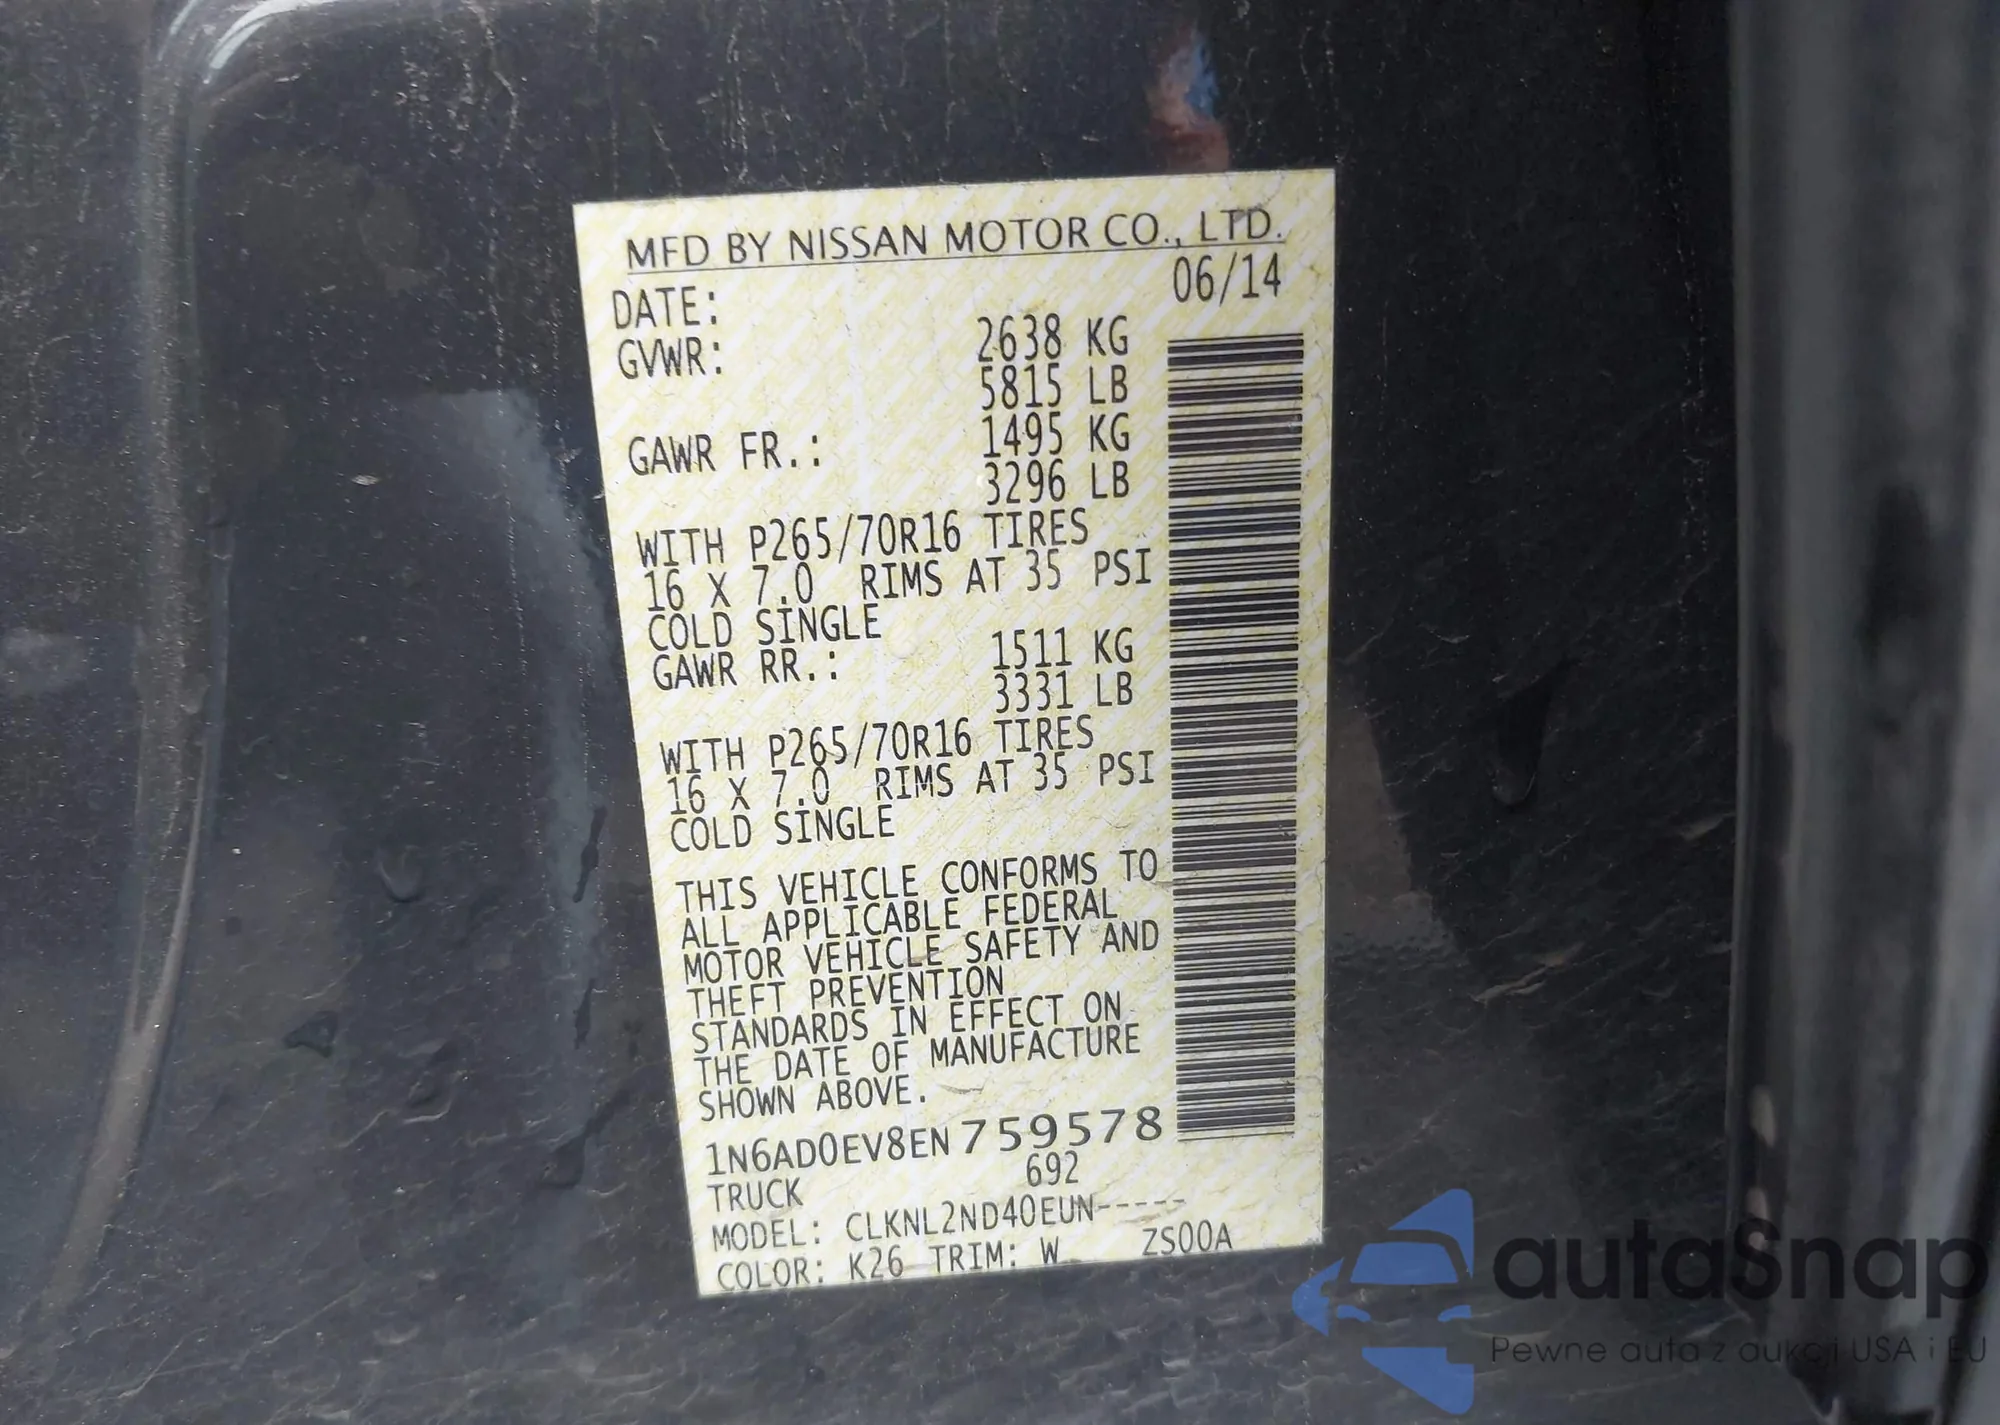 MFD BY NISSAN MOTOR CO., LTD.
DATE: 06/14
GVWR: 2638 KG
5815 LB
GAWR FR.: 1495 KG
3296 LB
WITH P265/70R16 TIRES
16 X 7.0 RIMS AT 35 PSI
COLD SINGLE
GAWR RR.: 1511 KG
3331 LB
WITH P265/70R16 TIRES
16 X 7.0 RIMS AT 35 PSI
COLD SINGLE
THIS VEHICLE CONFORMS TO
ALL APPLICABLE FEDERAL
MOTOR VEHICLE SAFETY AND
THEFT PREVENTION
STANDARDS IN EFFECT ON
THE DATE OF MANUFACTURE
SHOWN ABOVE.
1N6AD0EV8EN759578
TRUCK 692
MODEL: CLKNL2ND40EUN-----
COLOR: K26 TRIM: W ZS00A
autaSnap
Pewne auta z aukcji USA i EU